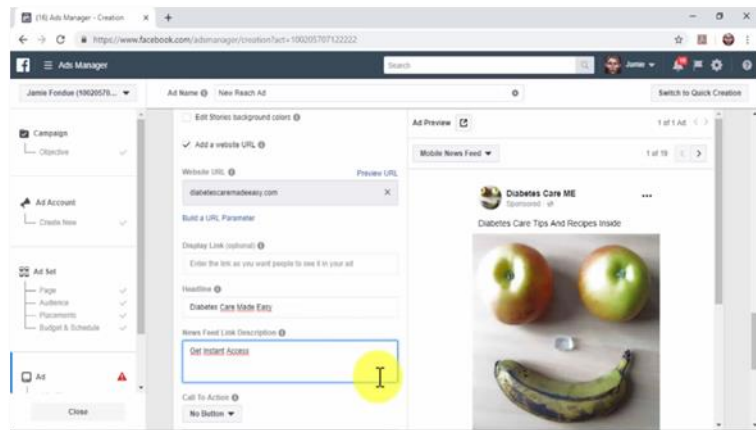 (16) Ads Manager - Creation
https://www.facebook.com/adsmanager/creation?act=100205707122222
Ads Manager
Search
Jamie
Jamie Fondue (10020570...
Ad Name
New Reach Ad
Switch to Quick Creation
Campaign
Objective
Ad Account
Create New
Ad Set
Page
Audience
Placements
Budget & Schedule
Ad
Close
Edit Stories background colors
Add a website URL
Website URL
Preview URL
diabetescaremadeeasy.com
Build a URL Parameter
Display Link (optional)
Enter the link as you want people to see it in your ad
Headline
Diabetes Care Made Easy
News Feed Link Description
Get Instant Access
Call To Action
No Button
Ad Preview
1 of 1 Ad
Mobile News Feed
1 of 19
Diabetes Care ME
Sponsored
Diabetes Care Tips And Recipes Inside